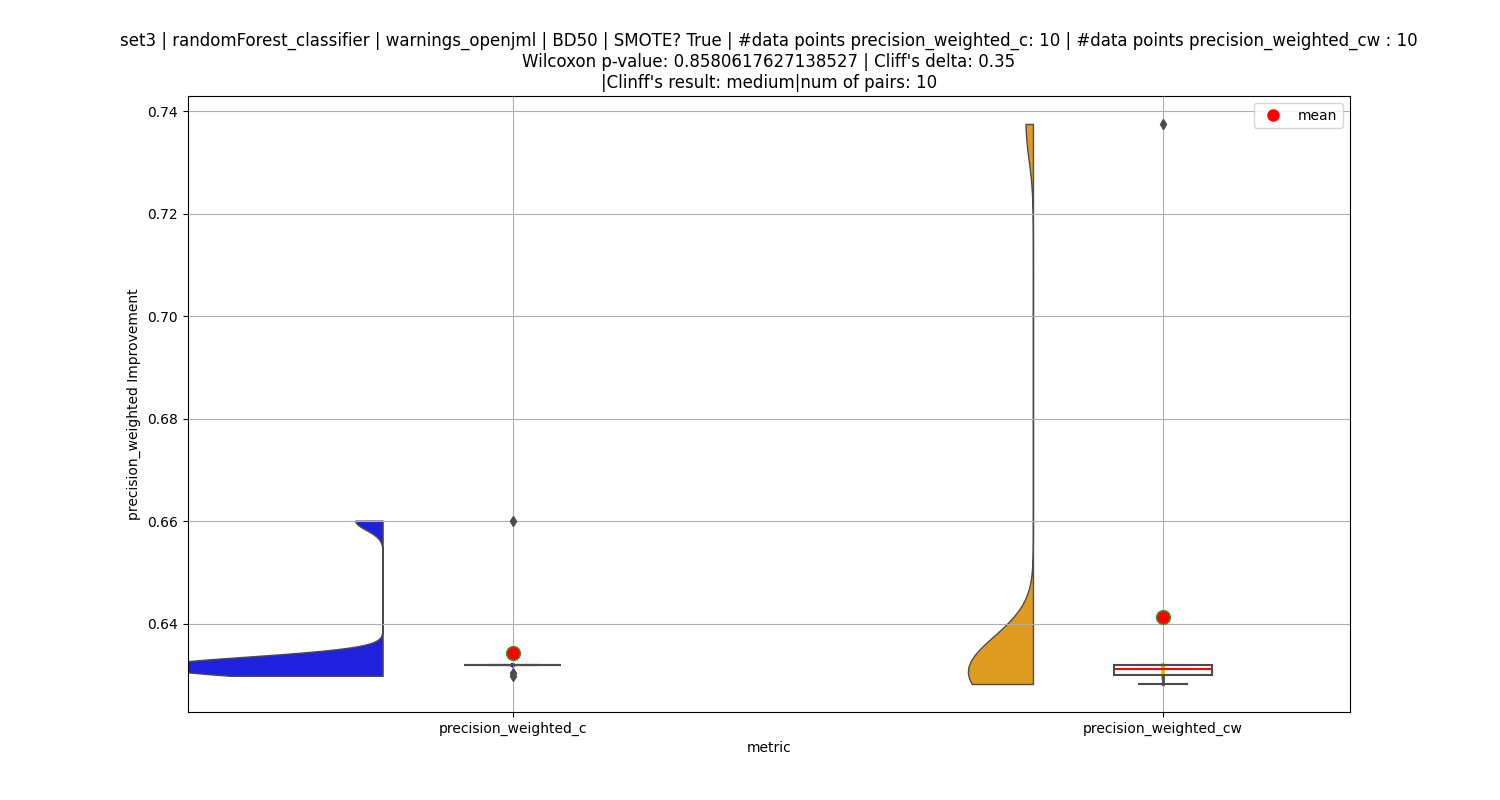 set3 | randomForest_classifier | warnings_openjml | BD50 | SMOTE? True | #data points precision_weighted_c: 10 | #data points precision_weighted_cw : 10
Wilcoxon p-value: 0.8580617627138527 | Cliff's delta: 0.35
|Clinff's result: medium|num of pairs: 10
mean
0.74
0.72
0.70
0.68
0.66
0.64
precision_weighted Improvement
precision_weighted_c
precision_weighted_cw
metric